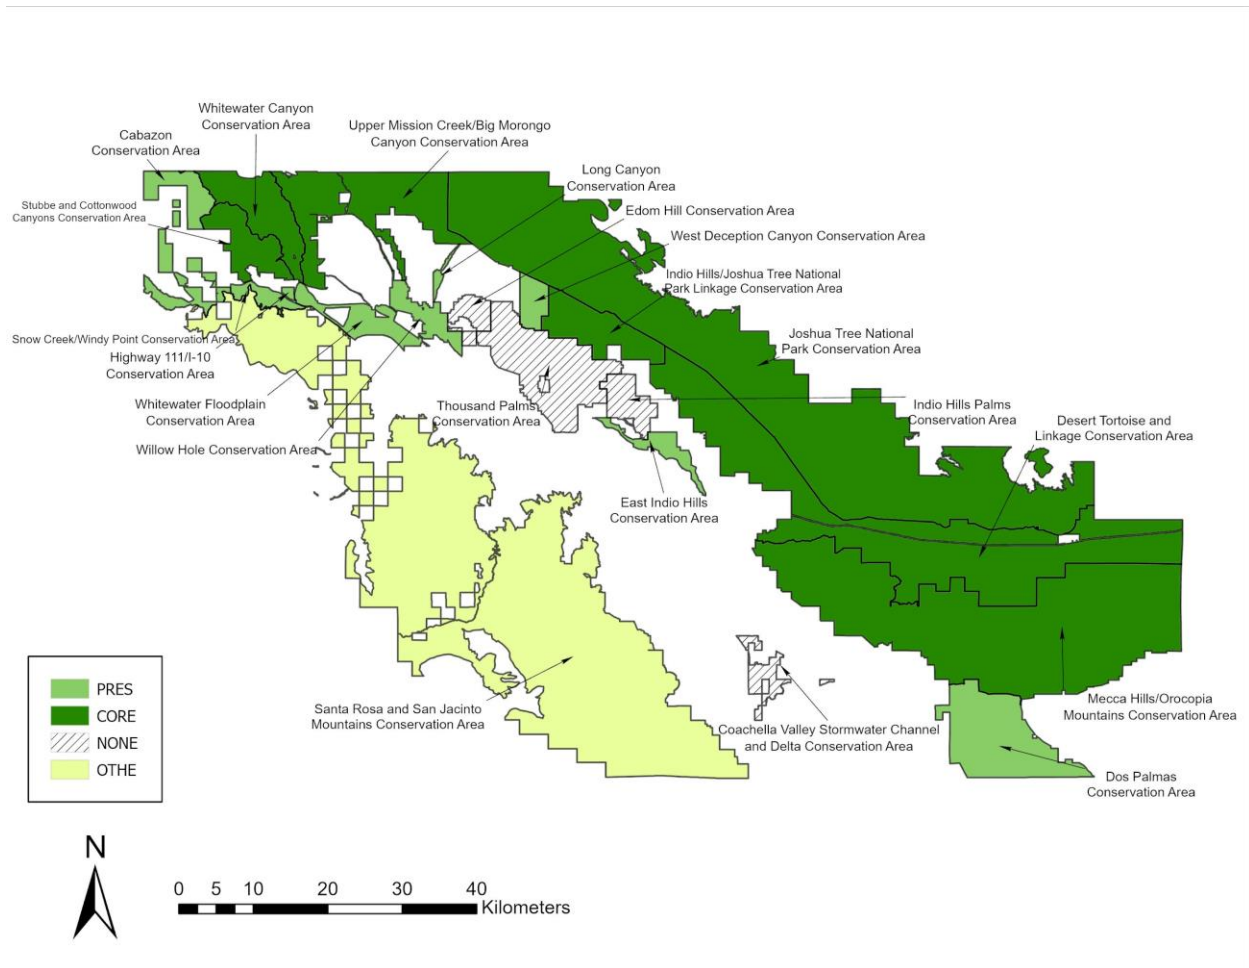 Whitewater Canyon
Conservation Area
Cabazon
Conservation Area
Upper Mission Creek/Big Morongo
Canyon Conservation Area
Long Canyon
Conservation Area
Stubbe and Cottonwood
Canyons Conservation Area
Edom Hill Conservation Area
West Deception Canyon Conservation Area
Indio Hills/Joshua Tree National
Park Linkage Conservation Area
Joshua Tree National
Park Conservation Area
Snow Creek/Windy Point Conservation Area
Highway 111/I-10
Conservation Area
Whitewater Floodplain
Conservation Area
Willow Hole Conservation Area
Thousand Palms
Conservation Area
Indio Hills Palms
Conservation Area
Desert Tortoise and
Linkage Conservation Area
East Indio Hills
Conservation Area
Santa Rosa and San Jacinto
Mountains Conservation Area
Coachella Valley Stormwater Channel
and Delta Conservation Area
Mecca Hills/Orocopia
Mountains Conservation Area
Dos Palmas
Conservation Area
PRES
CORE
NONE
OTHE
N
0 5 10 20 30 40
Kilometers